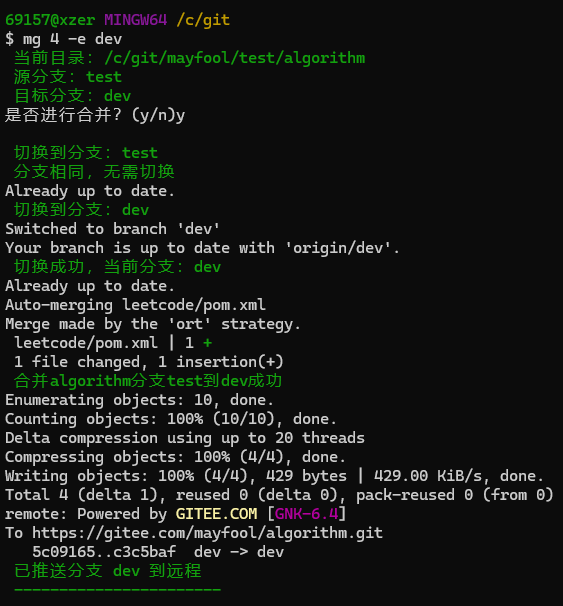 69157@xzer MINGW64 /c/git
$ mg 4 -e dev
当前目录：/c/git/mayfool/test/algorithm
源分支：test
目标分支：dev
是否进行合并？(y/n)y
切换到分支：test
分支相同，无需切换
Already up to date.
切换到分支：dev
Switched to branch 'dev'
Your branch is up to date with 'origin/dev'.
切换成功，当前分支：dev
Already up to date.
Auto-merging leetcode/pom.xml
Merge made by the 'ort' strategy.
leetcode/pom.xml | 1 +
1 file changed, 1 insertion(+)
合并algorithm分支test到dev成功
Enumerating objects: 10, done.
Counting objects: 100% (10/10), done.
Delta compression using up to 20 threads
Compressing objects: 100% (4/4), done.
Writing objects: 100% (4/4), 429 bytes | 429.00 KiB/s, done.
Total 4 (delta 1), reused 0 (delta 0), pack-reused 0 (from 0)
remote: Powered by GITEE.COM [GNK-6.4]
To https://gitee.com/mayfool/algorithm.git
5c09165..c3c5baf  dev -> dev
已推送分支 dev 到远程
-----------------------